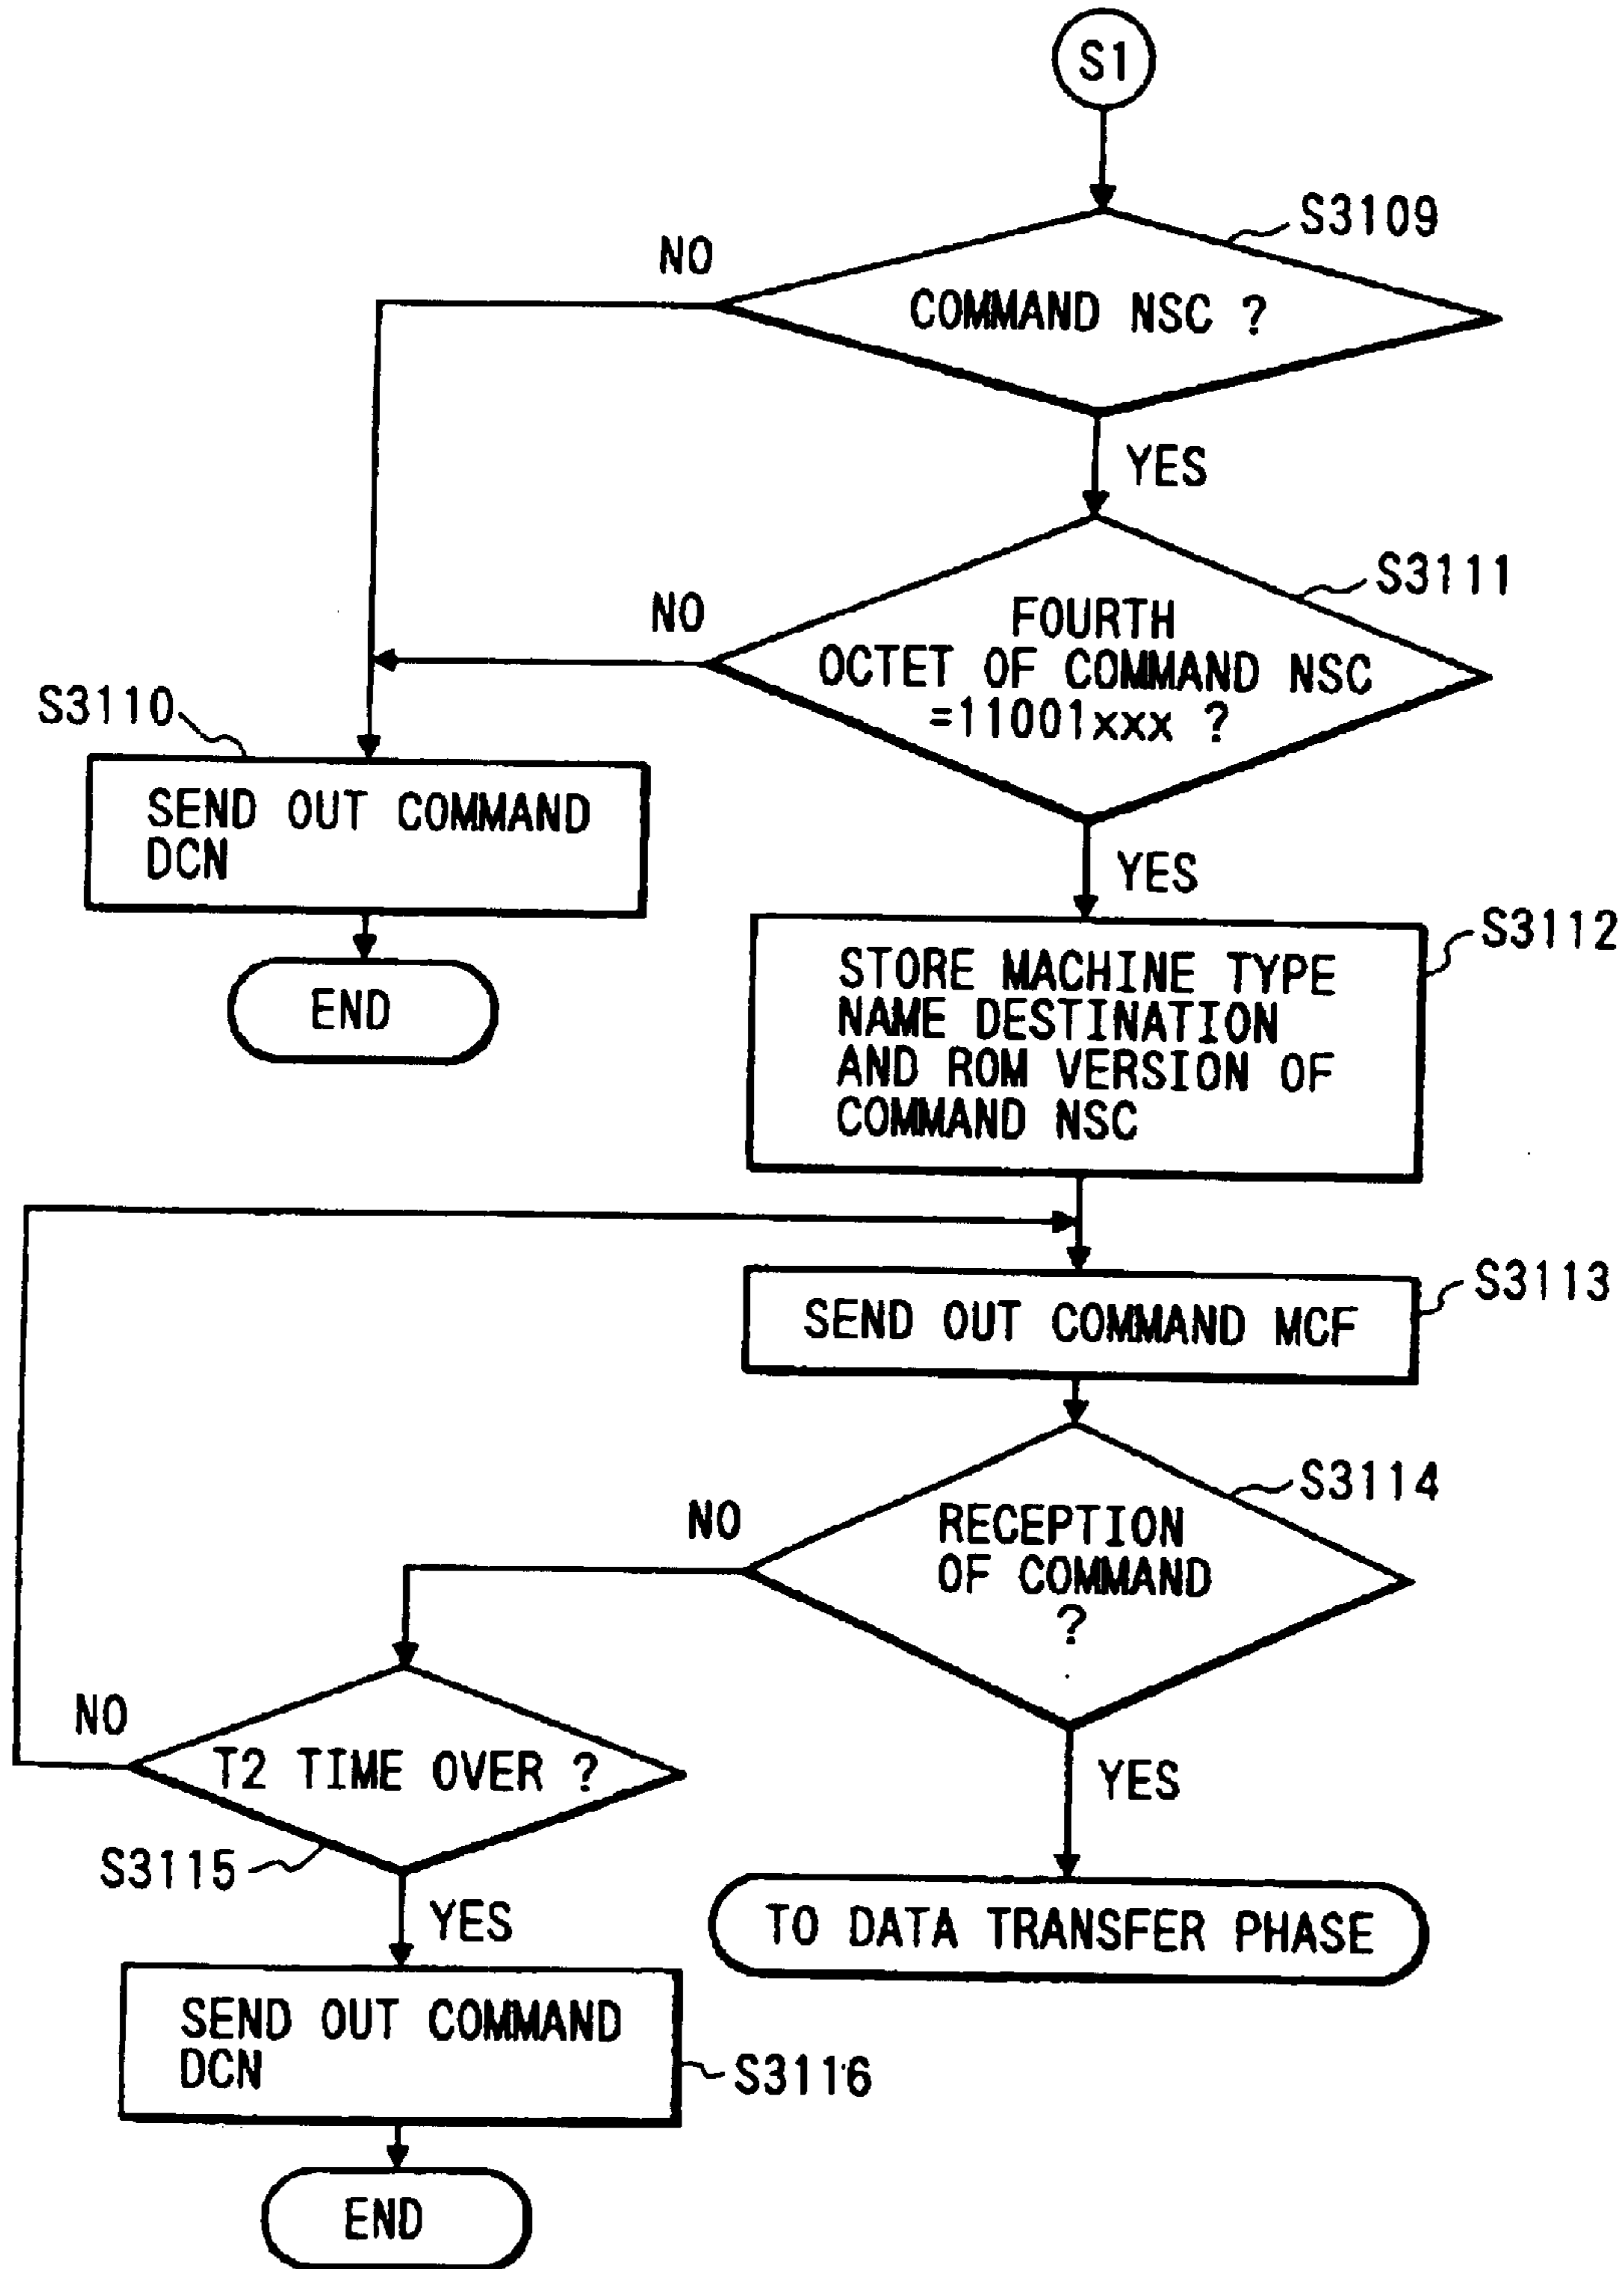 S1
S3109
NO
COMMAND NSC ?
YES
S3111
NO
FOURTH
OCTET OF COMMAND NSC
=11001xxx ?
S3110
SEND OUT COMMAND
DCN
YES
END
S3112
STORE MACHINE TYPE
NAME DESTINATION
AND ROM VERSION OF
COMMAND NSC
S3113
SEND OUT COMMAND MCF
S3114
NO
RECEPTION
OF COMMAND
?
NO
T2 TIME OVER ?
YES
S3115
YES
TO DATA TRANSFER PHASE
SEND OUT COMMAND
DCN
S3116
END